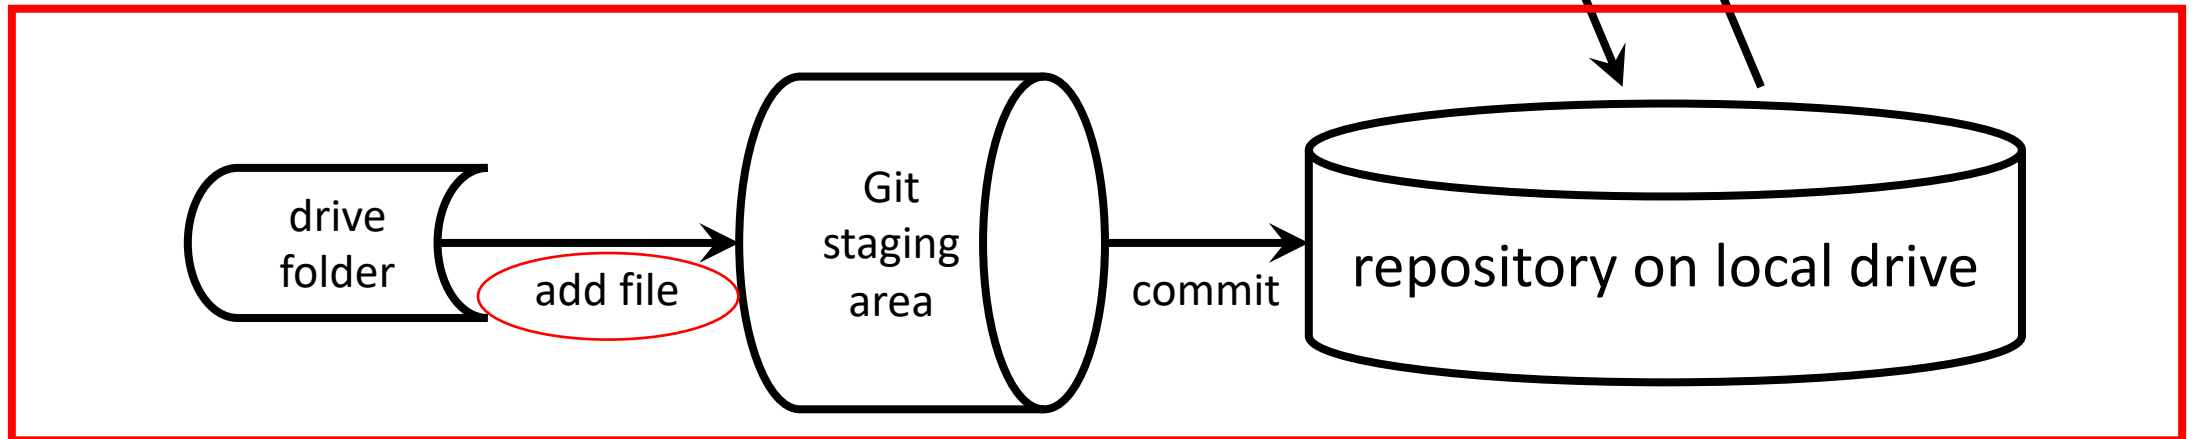 drive
folder
add file
Git
staging
area
commit
repository on local drive